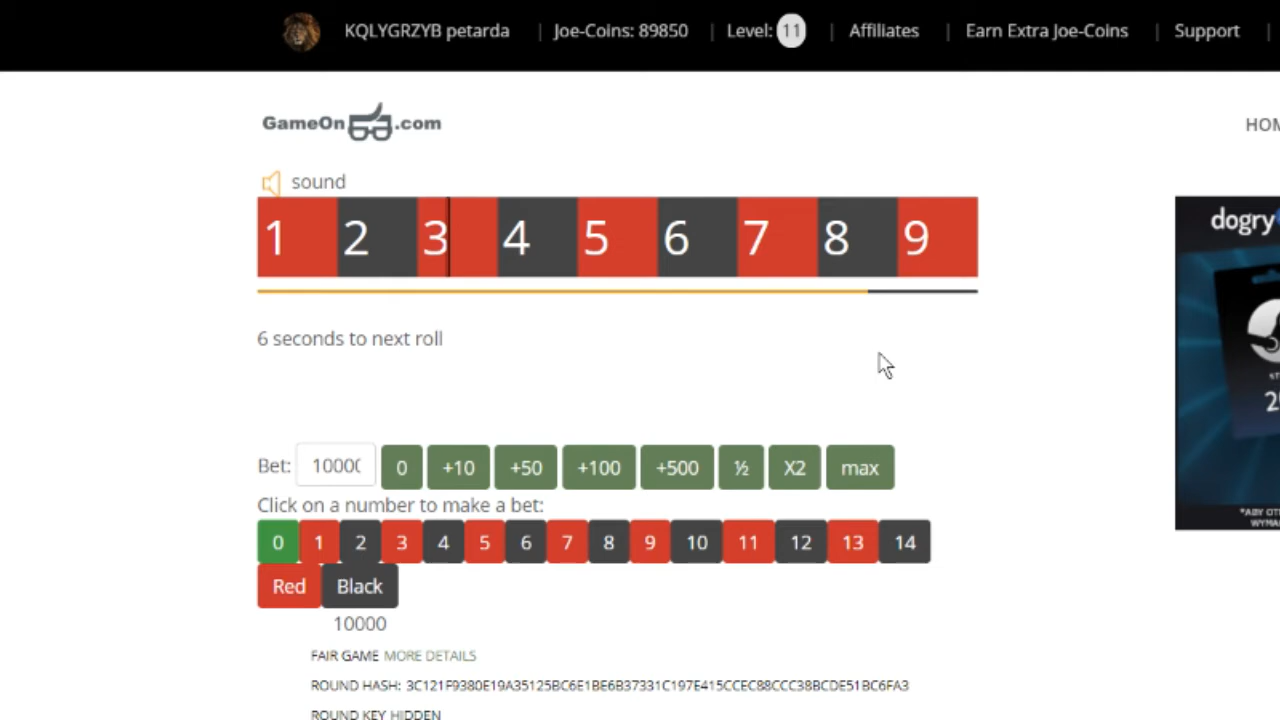 KQLYGRZYB petarda | Joe-Coins: 89850 | Level: 11 | Affiliates | Earn Extra Joe-Coins | Support |
GameOn .com
sound
1 2 3 4 5 6 7 8 9
dogry
6 seconds to next roll
Bet: 1000 0 +10 +50 +100 +500 ½ X2 max
Click on a number to make a bet:
0 1 2 3 4 5 6 7 8 9 10 11 12 13 14
Red Black
10000
FAIR GAME MORE DETAILS
ROUND HASH: 3C121F9380E19A35125BC6E1BE6B37331C197E415CCEC88CCC38BCDE51BC6FA3
ROUND KEY HIDDEN